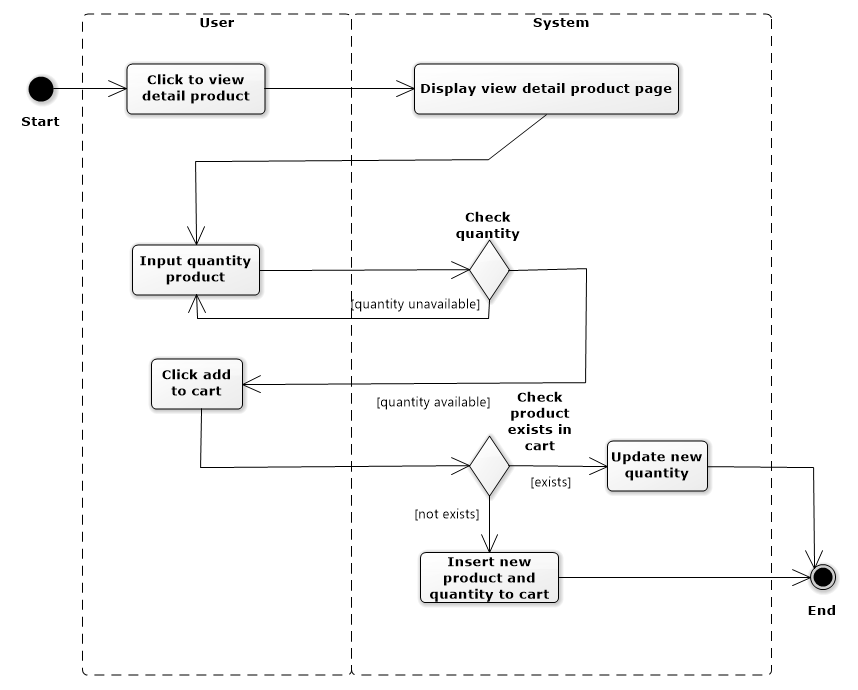 User
System
Click to view
detail product
Display view detail product page
Start
Check
quantity
Input quantity
product
[quantity unavailable]
Click add
to cart
[quantity available]
Check
product
exists in
cart
Update new
quantity
[exists]
[not exists]
Insert new
product and
quantity to cart
End